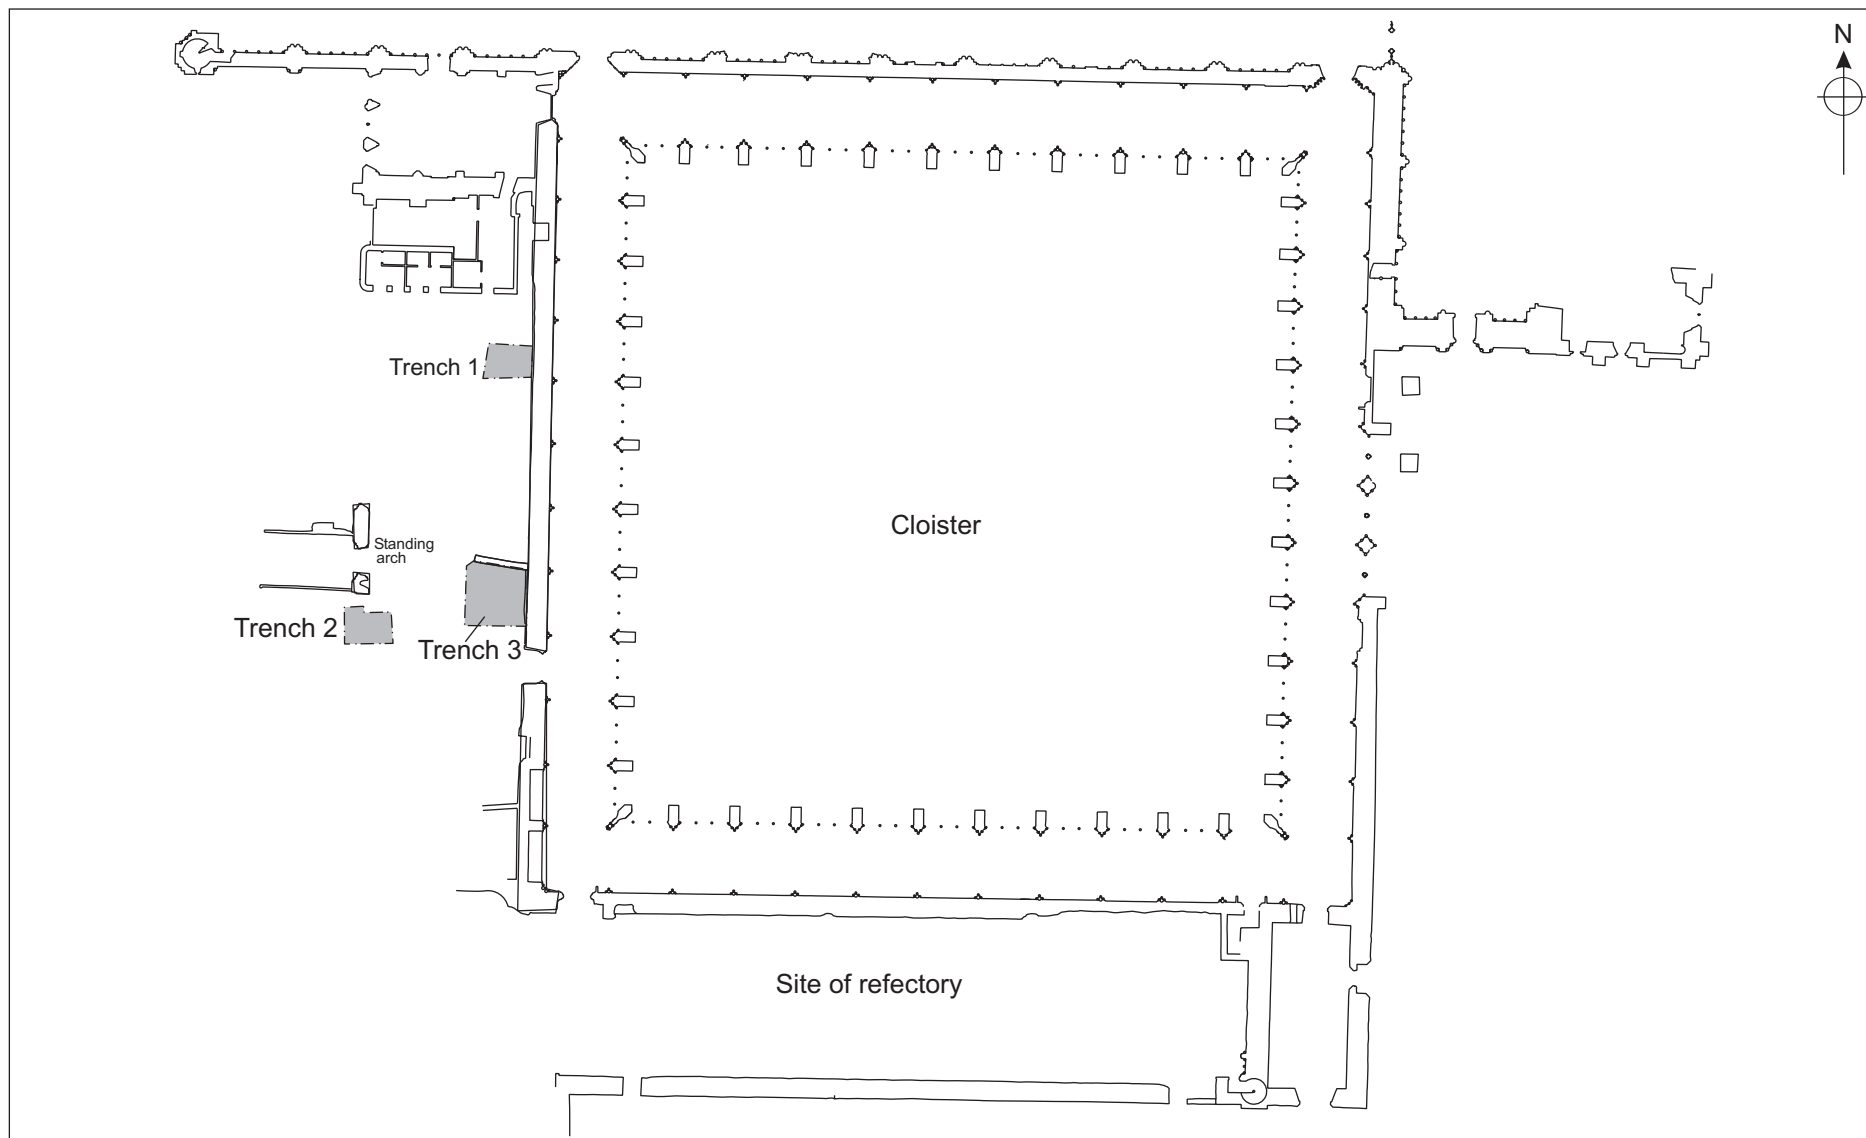 N
Trench 1
Cloister
Standing
arch
Trench 2
Trench 3
Site of refectory